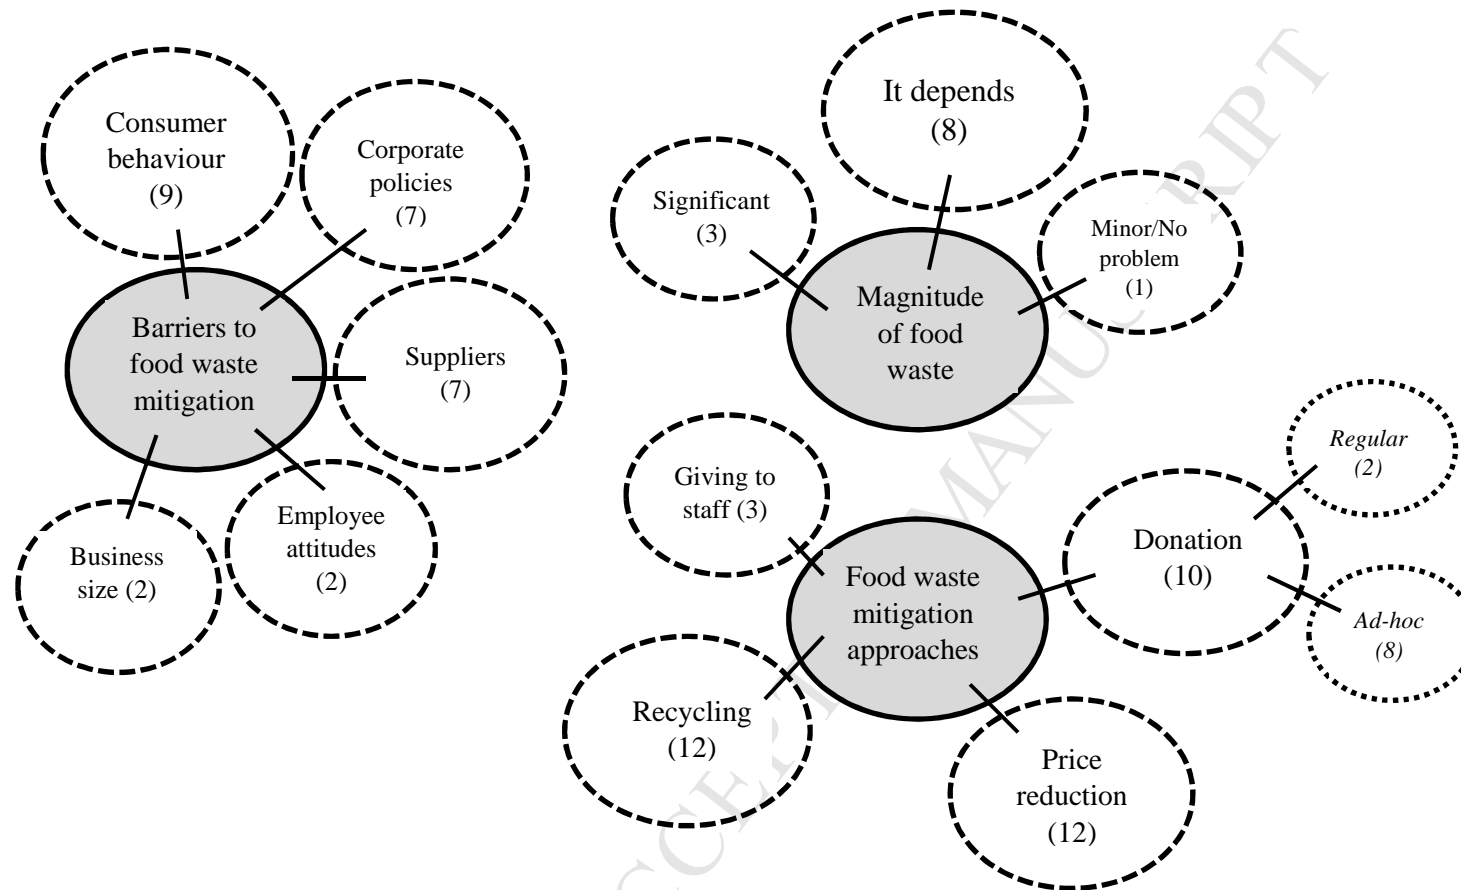 Consumer
behaviour
(9)
Corporate
policies
(7)
Barriers to
food waste
mitigation
Suppliers
(7)
Business
size (2)
Employee
attitudes
(2)
It depends
(8)
Significant
(3)
Minor/No
problem
(1)
Magnitude
of food
waste
Giving to
staff (3)
Food waste
mitigation
approaches
Donation
(10)
Regular
(2)
Ad-hoc
(8)
Recycling
(12)
Price
reduction
(12)